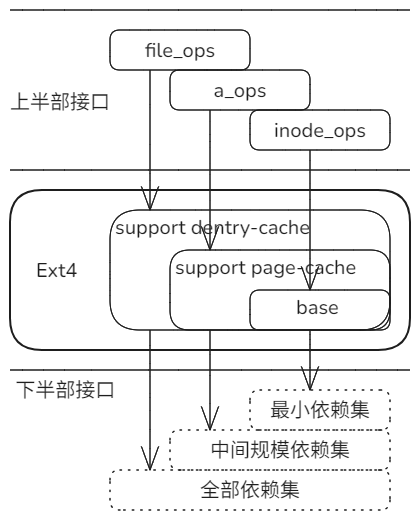 file_ops
a_ops
上半部接口
inode_ops
support dentry-cache
Ext4
support page-cache
base
下半部接口
最小依赖集
中间规模依赖集
全部依赖集